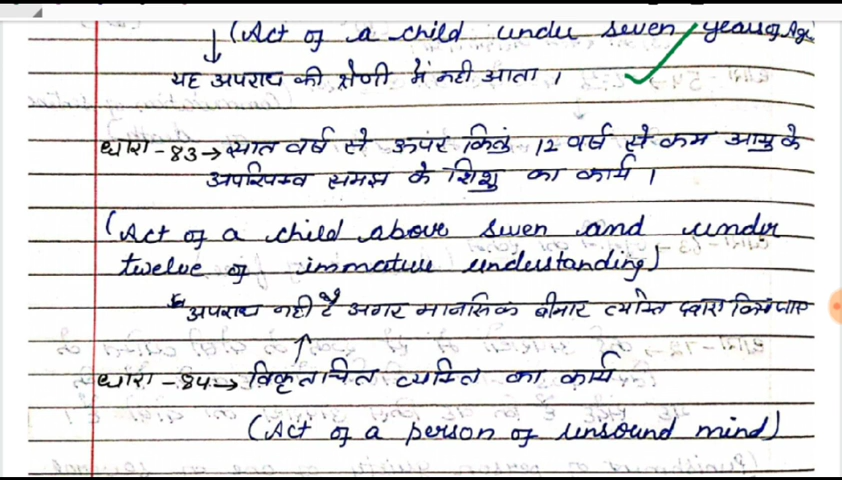 (Act of a child under seven years of Age
यह अपराध की श्रेणी में नही आता ।
धारा-83→ सात वर्ष से ऊपर किंतु 12 वर्ष से कम आयु के
अपरिपक्व समझ के शिशु का कार्य ।
(Act of a child above seven and under
twelve of immature understanding)
अपराध नही है अगर मानसिक बीमार व्यक्ति द्वारा किया जाए
धारा-84→ विकृतचित व्यक्ति का कार्य
(Act of a person of unsound mind)